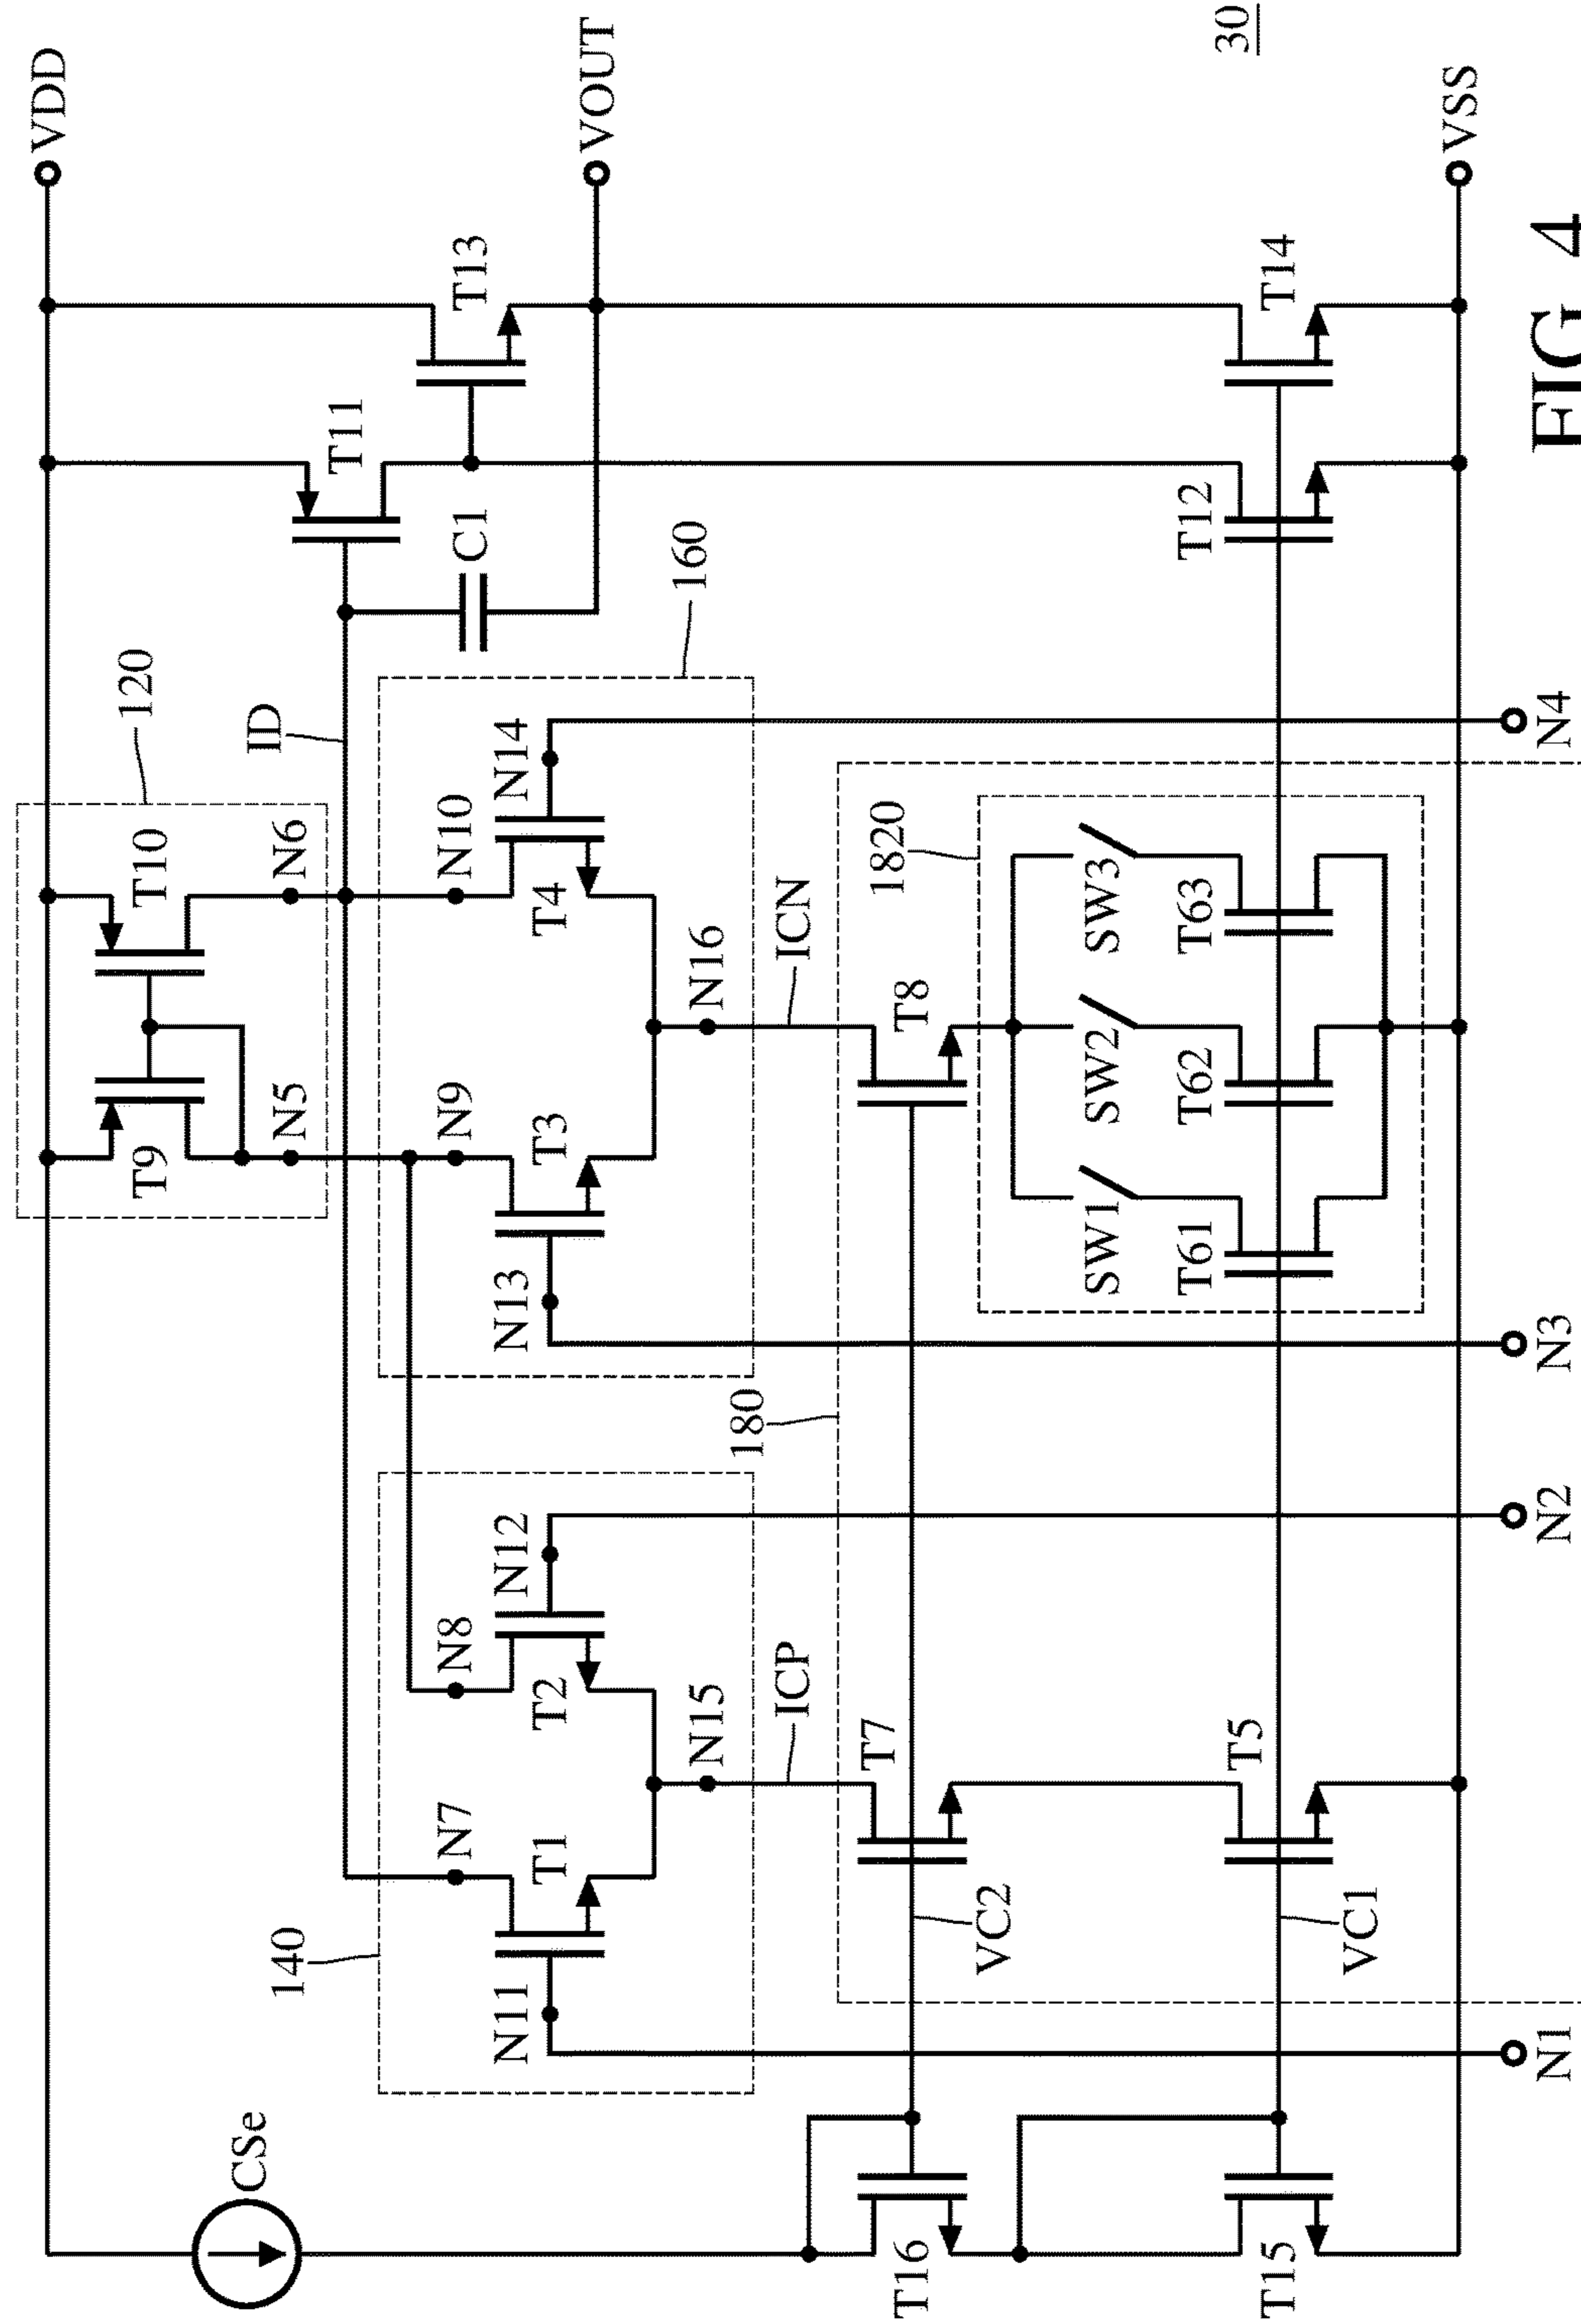 VDD
120
T9
T10
N5
N6
ID
CSe
T11
140
160
N7
N8
N9
N10
C1
T13
N11
T1
T2
N12
N13
T3
T4
N14
VOUT
N15
N16
180
ICP
ICN
1820
T16
T7
T8
VC2
SW1
SW2
SW3
T61
T62
T63
T12
T15
T5
T14
VC1
VSS
N1
N2
N3
N4
30
FIG. 4